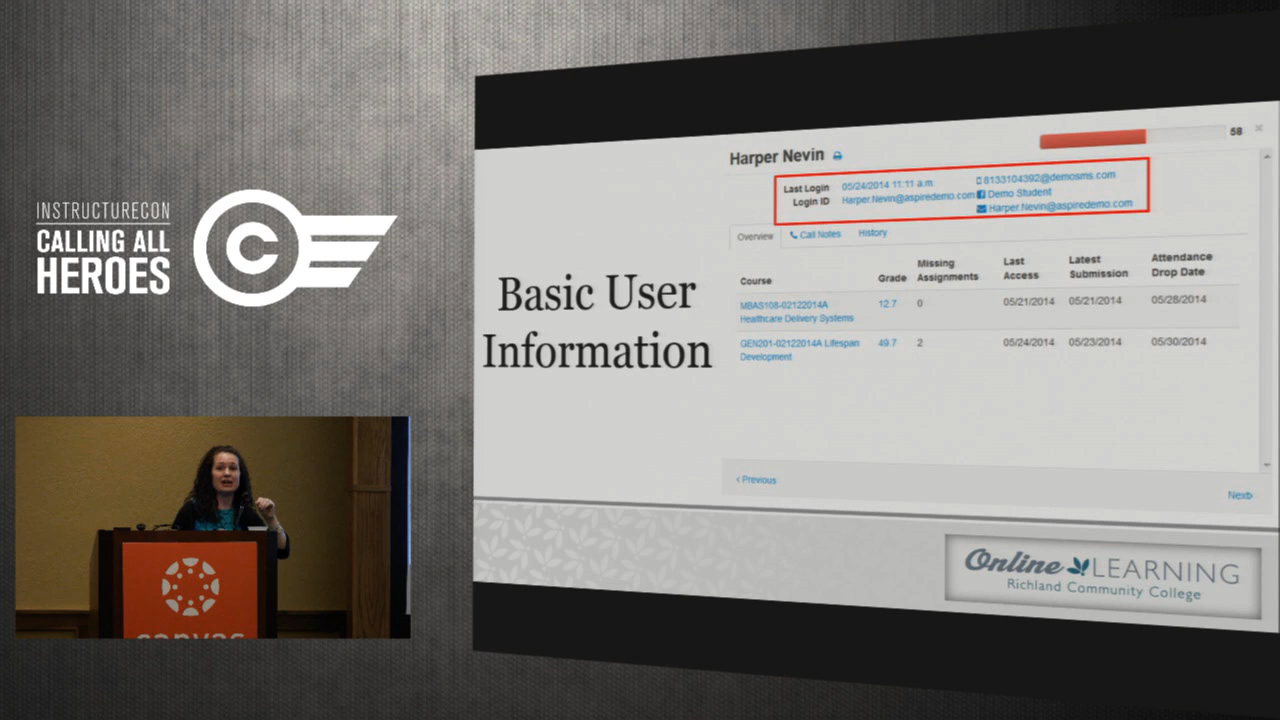 INSTRUCTURECON
CALLING ALL
HEROES
C
Basic User
Information
Harper Nevin
58
Last Login 05/24/2014 11:11 a.m. 8133104392@demosms.com
Login ID Harper.Nevin@aspiredemo.com Demo Student
Harper.Nevin@aspiredemo.com
Overview Call Notes History
Course Grade Missing Assignments Last Access Latest Submission Attendance Drop Date
MBAS108-02122014A 12.7 0 05/21/2014 05/21/2014 05/28/2014
Healthcare Delivery Systems
GEN201-02122014A Lifespan 49.7 2 05/24/2014 05/23/2014 05/30/2014
Development
‹ Previous
Next›
Online LEARNING
Richland Community College
canvas